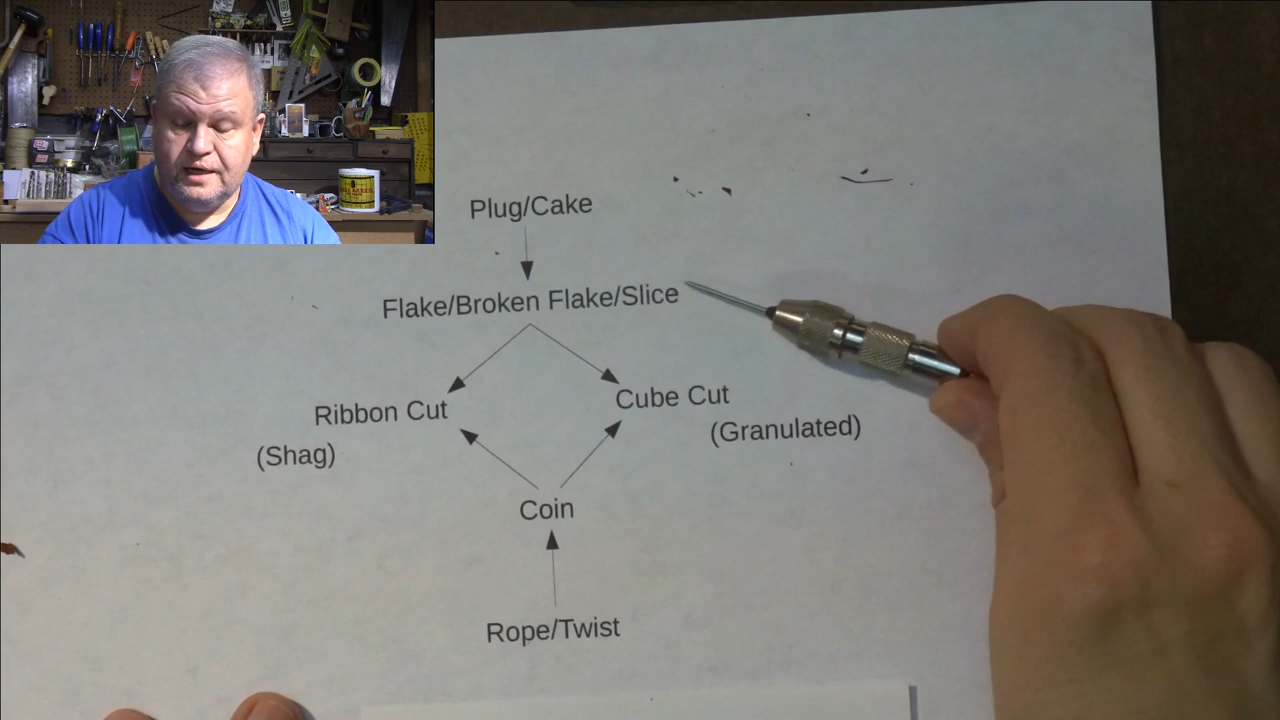 Plug/Cake
Flake/Broken Flake/Slice
Ribbon Cut
Cube Cut
(Shag)
(Granulated)
Coin
Rope/Twist